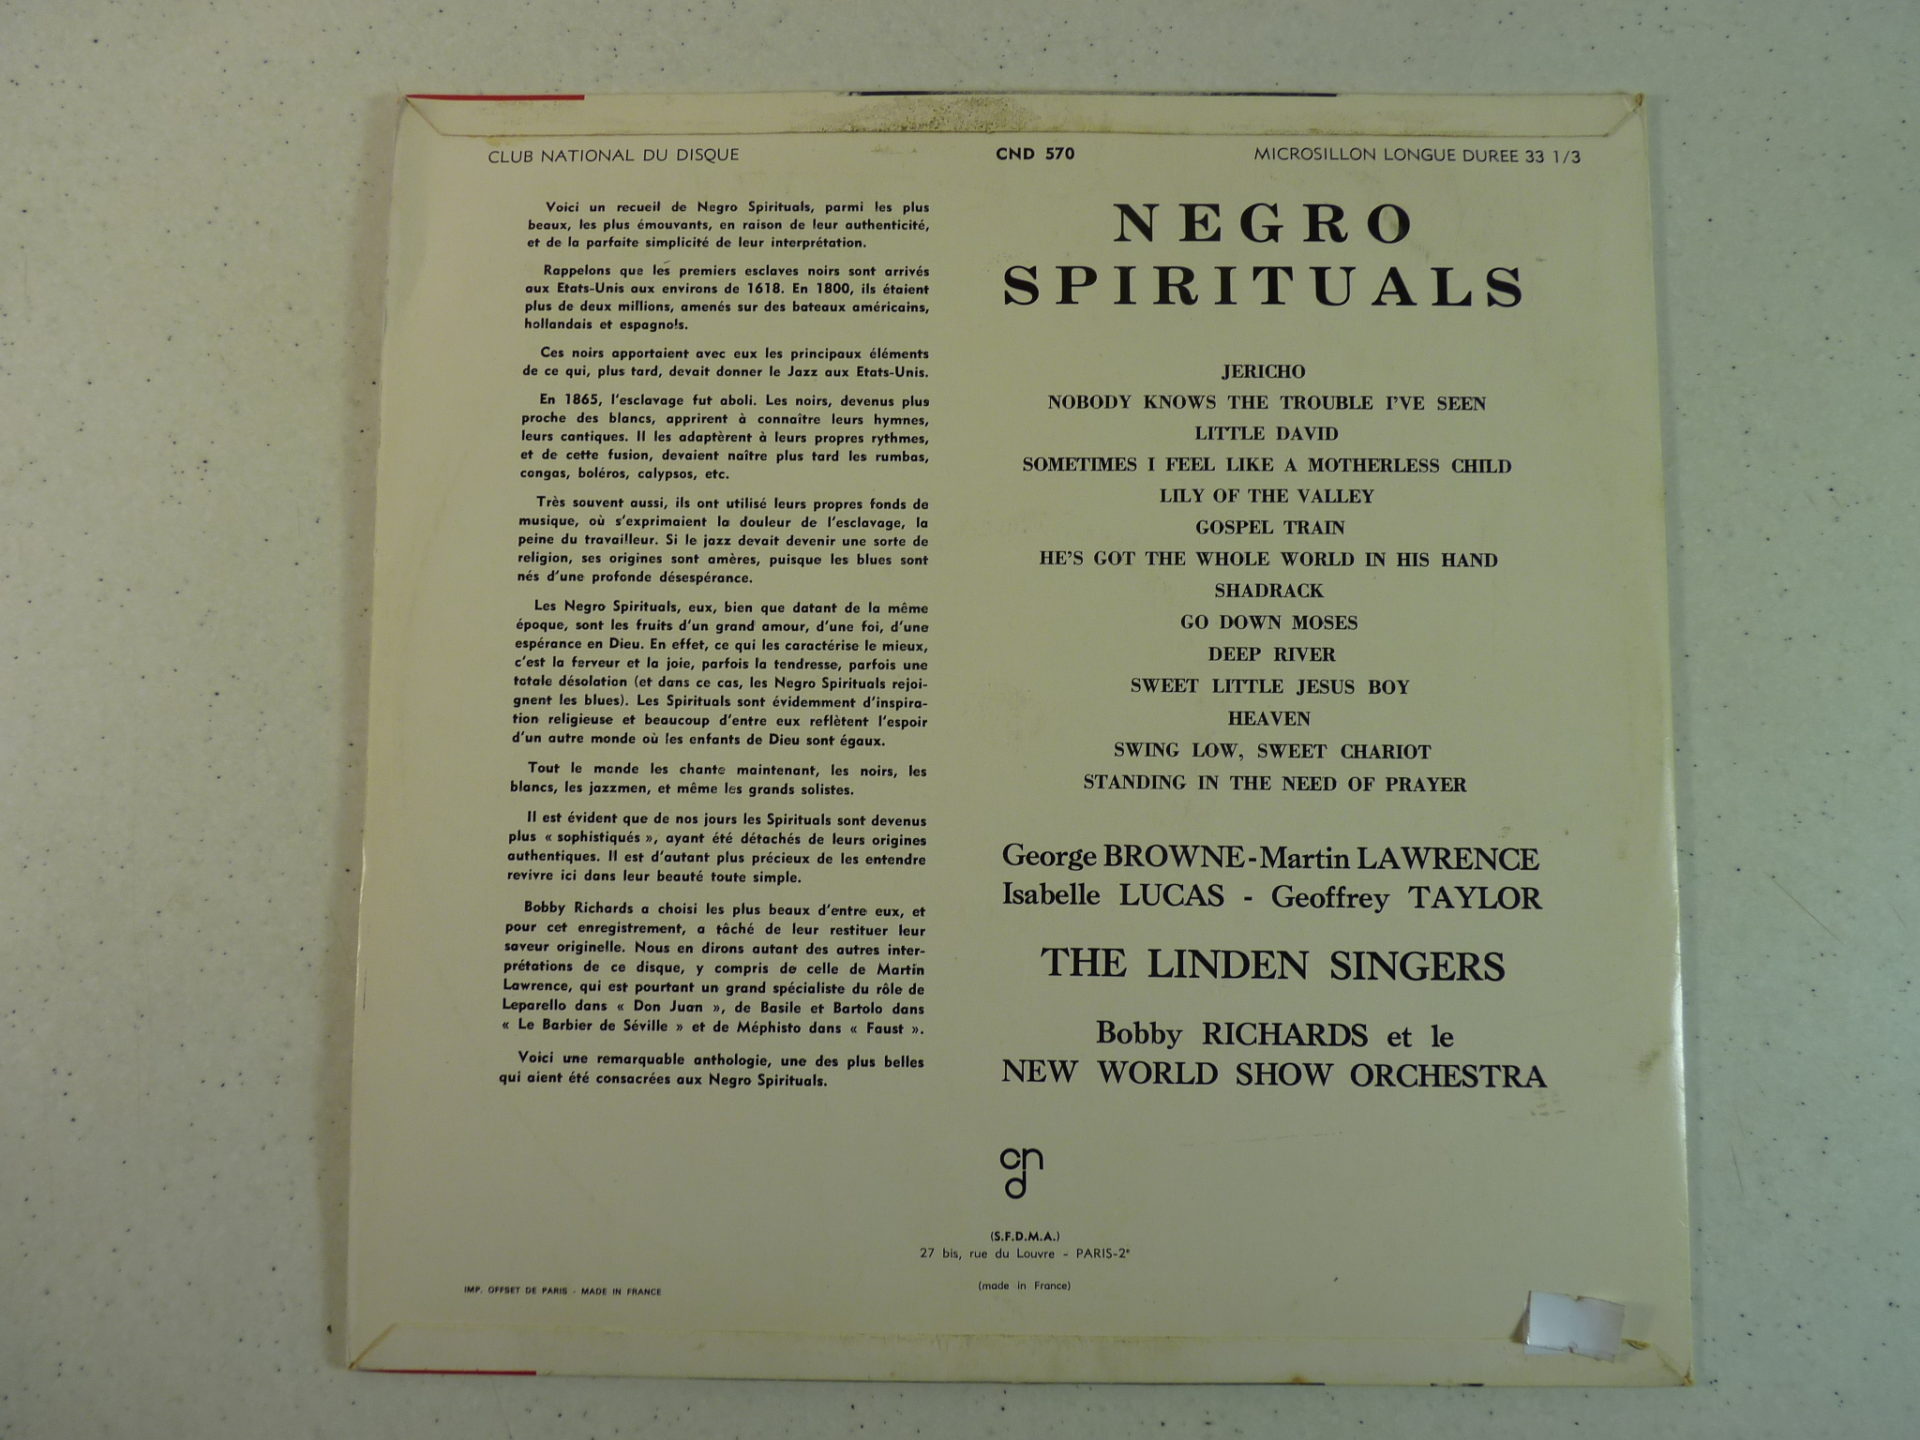 CLUB NATIONAL DU DISQUE
CND 570
MICROSILLON LONGUE DUREE 33 1/3
Voici un recueil de Negro Spirituals, parmi les plus
beaux, les plus émouvants, en raison de leur authenticité,
et de la parfaite simplicité de leur interprétation.
Rappelons que les premiers esclaves noirs sont arrivés
aux Etats-Unis aux environs de 1618. En 1800, ils étaient
plus de deux millions, amenés sur des bateaux américains,
hollandais et espagnols.
Ces noirs apportaient avec eux les principaux éléments
de ce qui, plus tard, devait donner le Jazz aux Etats-Unis.
En 1865, l'esclavage fut aboli. Les noirs, devenus plus
proche des blancs, apprirent à connaître leurs hymnes,
leurs cantiques. Il les adaptèrent à leurs propres rythmes,
et de cette fusion, devaient naître plus tard les rumbas,
congas, boléros, calypsos, etc.
Très souvent aussi, ils ont utilisé leurs propres fonds de
musique, où s'exprimaient la douleur de l'esclavage, la
peine du travailleur. Si le jazz devait devenir une sorte de
religion, ses origines sont amères, puisque les blues sont
nés d'une profonde désespérance.
Les Negro Spirituals, eux, bien que datant de la même
époque, sont les fruits d'un grand amour, d'une foi, d'une
espérance en Dieu. En effet, ce qui les caractérise le mieux,
c'est la ferveur et la joie, parfois la tendresse, parfois une
totale désolation (et dans ce cas, les Negro Spirituals rejoi-
gnent les blues). Les Spirituals sont évidemment d'inspira-
tion religieuse et beaucoup d'entre eux reflètent l'espoir
d'un autre monde où les enfants de Dieu sont égaux.
Tout le monde les chante maintenant, les noirs, les
blancs, les jazzmen, et même les grands solistes.
Il est évident que de nos jours les Spirituals sont devenus
plus « sophistiqués », ayant été détachés de leurs origines
authentiques. Il est d'autant plus précieux de les entendre
revivre ici dans leur beauté toute simple.
Bobby Richards a choisi les plus beaux d'entre eux, et
pour cet enregistrement, a tâché de leur restituer leur
saveur originelle. Nous en dirons autant des autres inter-
prétations de ce disque, y compris de celle de Martin
Lawrence, qui est pourtant un grand spécialiste du rôle de
Leparello dans « Don Juan », de Basile et Bartolo dans
« Le Barbier de Séville » et de Méphisto dans « Faust ».
Voici une remarquable anthologie, une des plus belles
qui aient été consacrées aux Negro Spirituals.
NEGRO
SPIRITUALS
JERICHO
NOBODY KNOWS THE TROUBLE I'VE SEEN
LITTLE DAVID
SOMETIMES I FEEL LIKE A MOTHERLESS CHILD
LILY OF THE VALLEY
GOSPEL TRAIN
HE'S GOT THE WHOLE WORLD IN HIS HAND
SHADRACK
GO DOWN MOSES
DEEP RIVER
SWEET LITTLE JESUS BOY
HEAVEN
SWING LOW, SWEET CHARIOT
STANDING IN THE NEED OF PRAYER
George BROWNE-Martin LAWRENCE
Isabelle LUCAS - Geoffrey TAYLOR
THE LINDEN SINGERS
Bobby RICHARDS et le
NEW WORLD SHOW ORCHESTRA
cn
d
(S.F.D.M.A.)
27 bis, rue du Louvre - PARIS-2e
(made in France)
IMP. OFFSET DE PARIS - MADE IN FRANCE